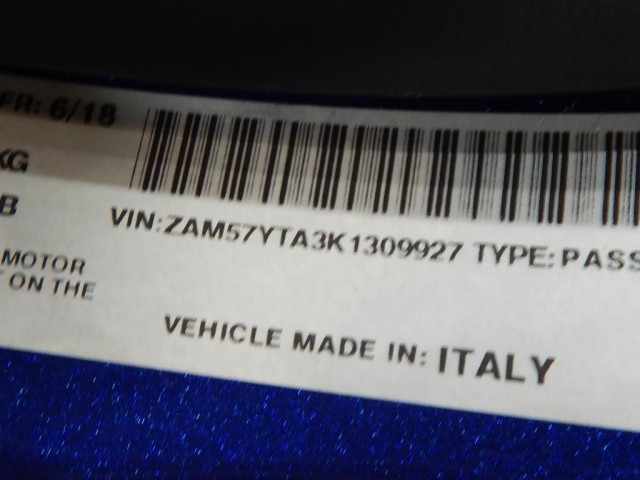 FR: 6/18
KG
B
VIN:ZAM57YTA3K1309927 TYPE:PASS
MOTOR
ON THE
VEHICLE MADE IN: ITALY